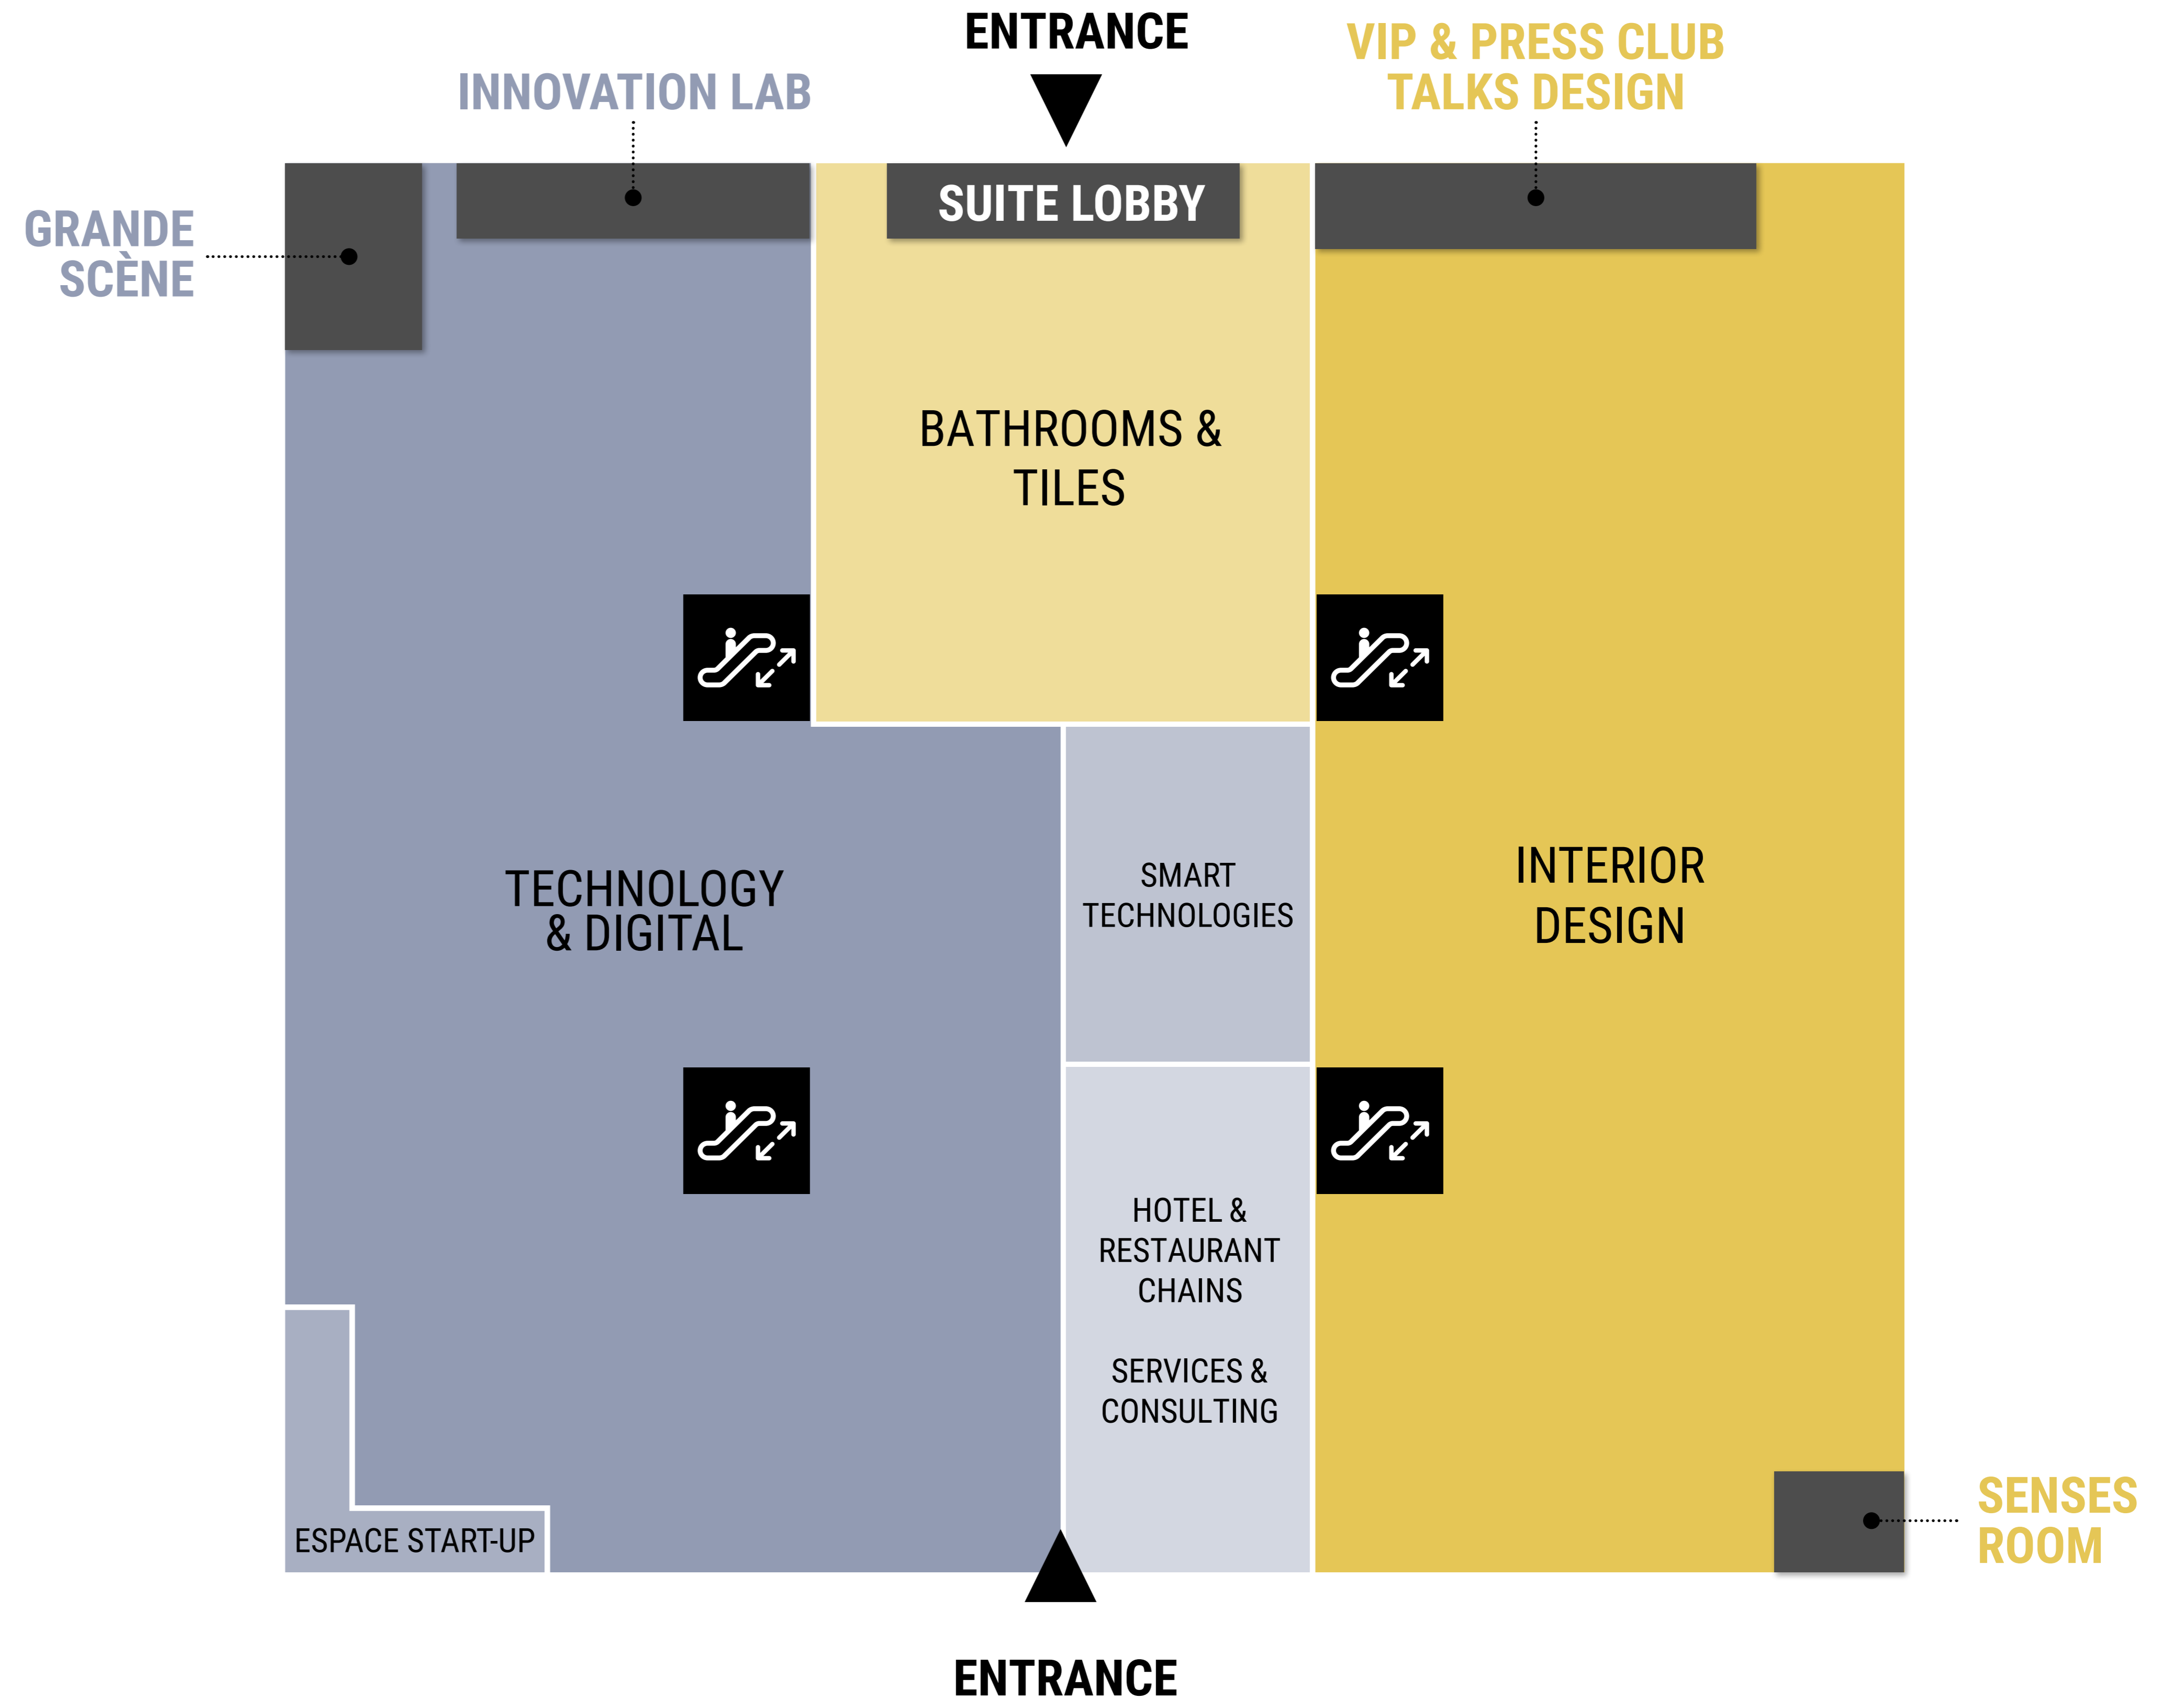 ENTRANCE
VIP & PRESS CLUB
TALKS DESIGN
INNOVATION LAB
SUITE LOBBY
GRANDE
SCÈNE
BATHROOMS &
TILES
TECHNOLOGY
& DIGITAL
SMART
TECHNOLOGIES
INTERIOR
DESIGN
HOTEL &
RESTAURANT
CHAINS
SERVICES &
CONSULTING
ESPACE START-UP
SENSES
ROOM
ENTRANCE